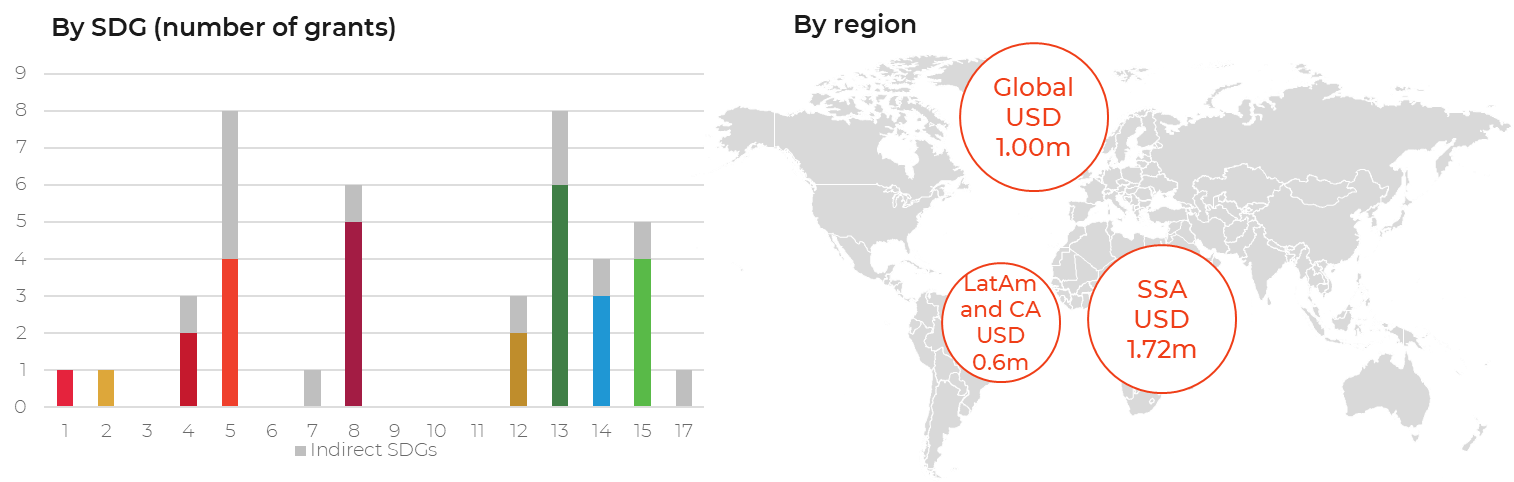 By SDG (number of grants)
9
8
7
6
5
4
3
2
1
0
1 2 3 4 5 6 7 8 9 10 11 12 13 14 15 17
Indirect SDGs
By region
Global
USD
1.00m
LatAm
and CA
USD
0.6m
SSA
USD
1.72m